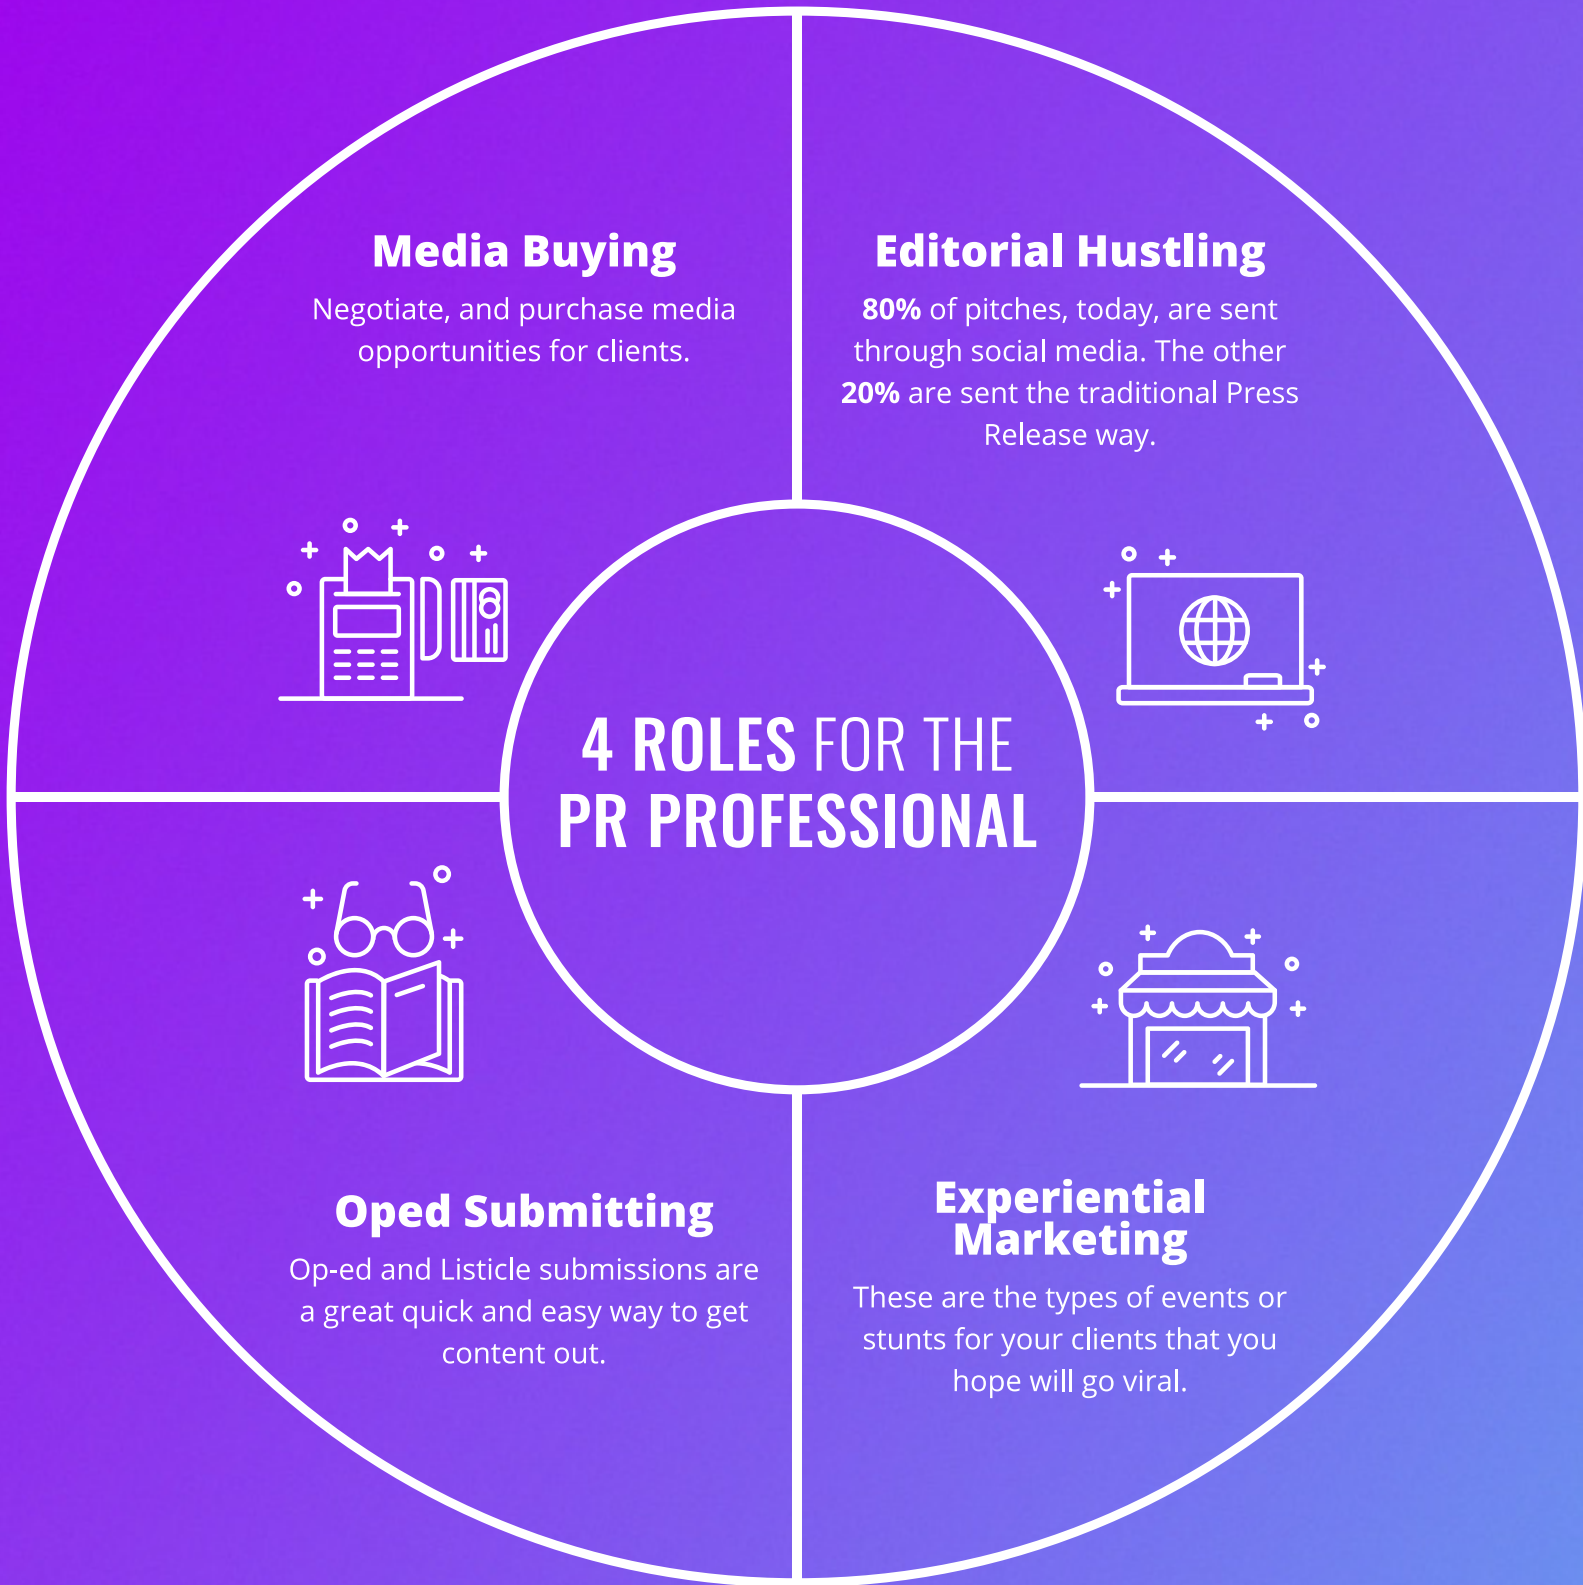 Media Buying
Negotiate, and purchase media
opportunities for clients.
Editorial Hustling
80% of pitches, today, are sent
through social media. The other
20% are sent the traditional Press
Release way.
4 ROLES FOR THE
PR PROFESSIONAL
Oped Submitting
Op-ed and Listicle submissions are
a great quick and easy way to get
content out.
Experiential
Marketing
These are the types of events or
stunts for your clients that you
hope will go viral.